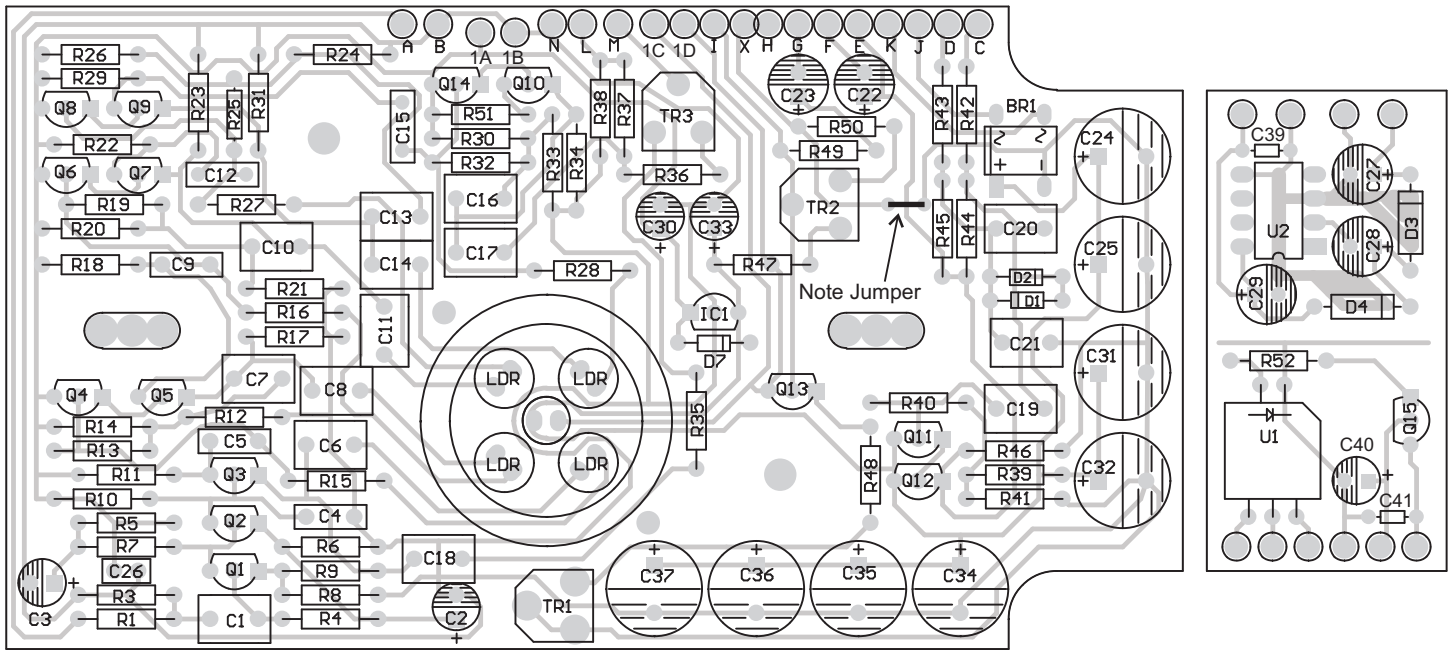 A B 1A 1B N L M 1C 1D I X H G F E K J D C
R26 R24
R29 Q14 Q10 C23 C22
Q8 Q9 R23 R25 R31 C15 R51 R38 R37 TR3 R50 R43 R42 BR1 C24 C39
R22 R30 R49 ~ ~
Q6 Q7 C12 R32 R33 R34 R36 + − C27
R19 R27 C13 C16 C30 C33 TR2 R45 R44 C20 U2 D3
R20 C10 C17 C25 C28
R18 C9 C14 R28 R47 D2
R21 Note Jumper D1 C29 D4
R16 C11 IC1
R17 D7 C21 C31 R52
Q4 Q5 C7 C8 LDR LDR Q13
R14 R12 R35 R40 C19 U1 Q15
R13 C5 C6 Q11 R46 C40
R11 Q3 R15 LDR LDR R48 Q12 R39 C32
R10 R41
R5 Q2 C4 C41
R7 R6
C26 Q1 R9 C18 C37 C36 C35 C34
C3 R3 R8 TR1
R1 C1 R4 C2